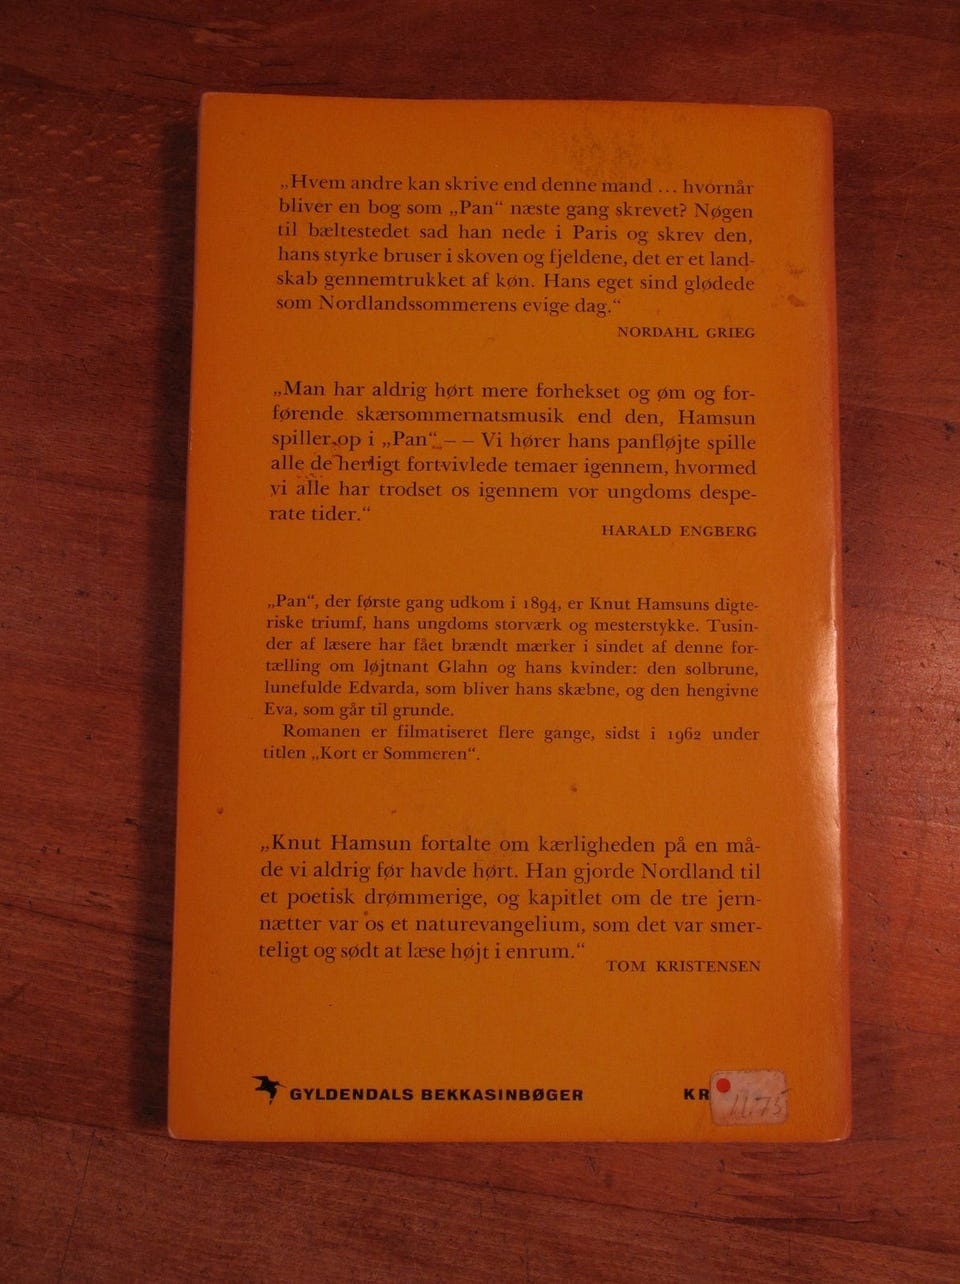 „Hvem andre kan skrive end denne mand ... hvornår
bliver en bog som „Pan“ næste gang skrevet? Nøgen
til bæltestedet sad han nede i Paris og skrev den,
hans styrke bruser i skoven og fjeldene, det er et land-
skab gennemtrukket af køn. Hans eget sind glødede
som Nordlandssommerens evige dag.“
NORDAHL GRIEG
„Man har aldrig hørt mere forhekset og øm og for-
førende skærsommernatsmusik end den, Hamsun
spiller op i „Pan“ – – Vi hører hans panfløjte spille
alle de herligt fortvivlede temaer igennem, hvormed
vi alle har trodset os igennem vor ungdoms despe-
rate tider.“
HARALD ENGBERG
„Pan“, der første gang udkom i 1894, er Knut Hamsuns digte-
riske triumf, hans ungdoms storværk og mesterstykke. Tusin-
der af læsere har fået brændt mærker i sindet af denne for-
tælling om løjtnant Glahn og hans kvinder: den solbrune,
lunefulde Edvarda, som bliver hans skæbne, og den hengivne
Eva, som går til grunde.
Romanen er filmatiseret flere gange, sidst i 1962 under
titlen „Kort er Sommeren“.
„Knut Hamsun fortalte om kærligheden på en må-
de vi aldrig før havde hørt. Han gjorde Nordland til
et poetisk drømmerige, og kapitlet om de tre jern-
nætter var os et naturevangelium, som det var smer-
teligt og sødt at læse højt i enrum.“
TOM KRISTENSEN
GYLDENDALS BEKKASINBØGER KR 11.75